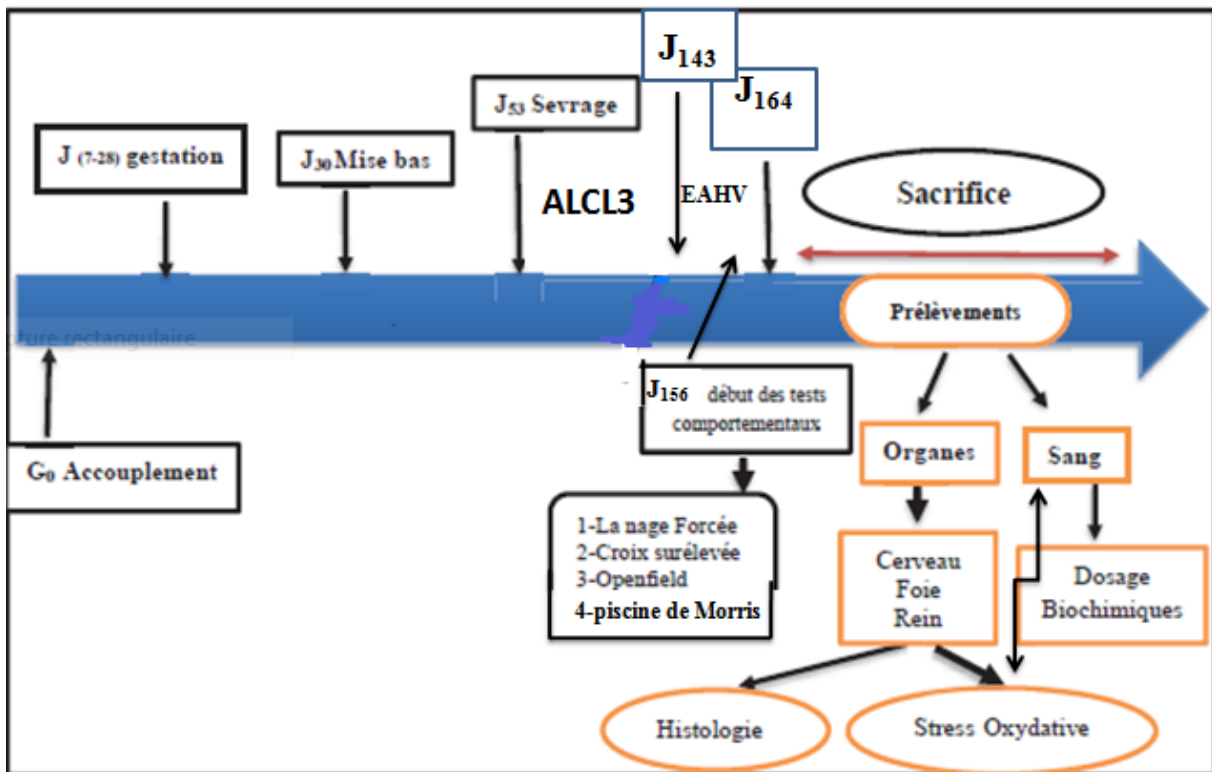 J₁₄₃
J₁₆₄
J₅₃ Sevrage
J (7-28) gestation
J₃₀ Mise bas
ALCL3
EAHV
Sacrifice
Prélèvements
pture rectangulaire
J₁₅₆ début des tests
comportementaux
G₀ Accouplement
Organes
Sang
1-La nage Forcée
2-Croix surélevée
3-Openfield
4-piscine de Morris
Cerveau
Foie
Rein
Dosage
Biochimiques
Histologie
Stress Oxydative